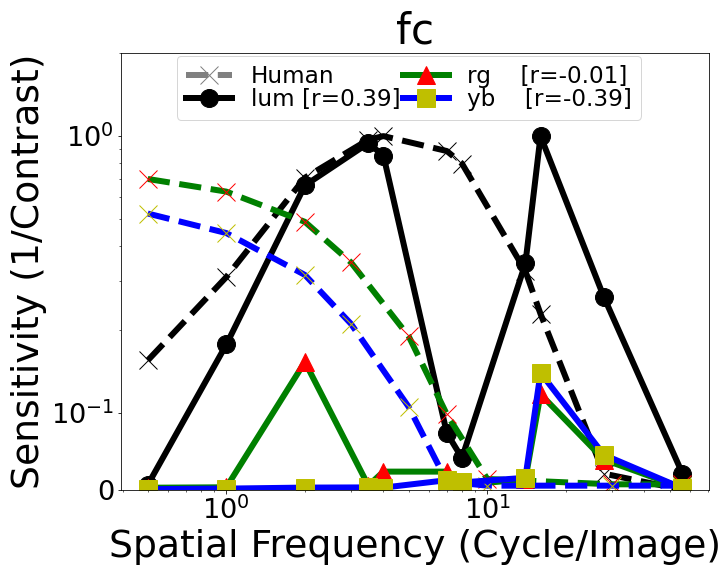 fc
Human
lum [r=0.39]
rg [r=-0.01]
yb [r=-0.39]
Sensitivity (1/Contrast)
10⁰
10⁻¹
0
10⁰ 10¹
Spatial Frequency (Cycle/Image)